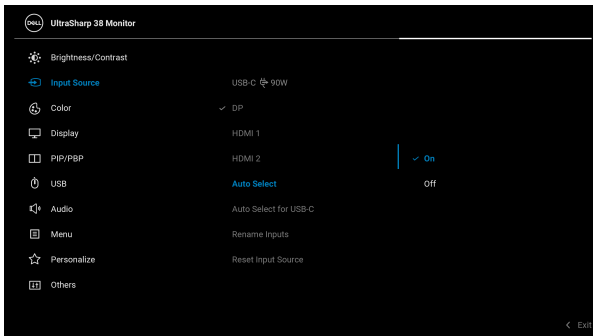 DELL UltraSharp 38 Monitor
Brightness/Contrast
Input Source
USB-C 90W
Color
DP
Display
HDMI 1
PIP/PBP
HDMI 2
On
USB
Auto Select
Off
Audio
Auto Select for USB-C
Menu
Rename Inputs
Personalize
Reset Input Source
Others
Exit